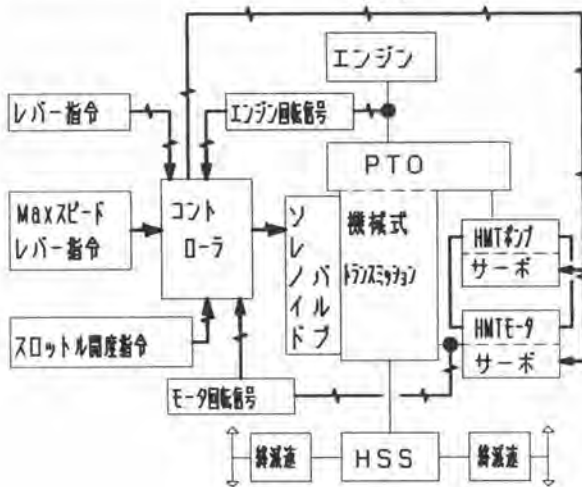 エンジン
レバー指令
エンジン回転信号
PTO
Maxスピード
レバー指令
コント
ローラ
ソレノイド
バルブ
機械式
トランスミッション
HMTポンプ
サーボ
HMTモータ
サーボ
スロットル開度指令
モータ回転信号
終減速
HSS
終減速